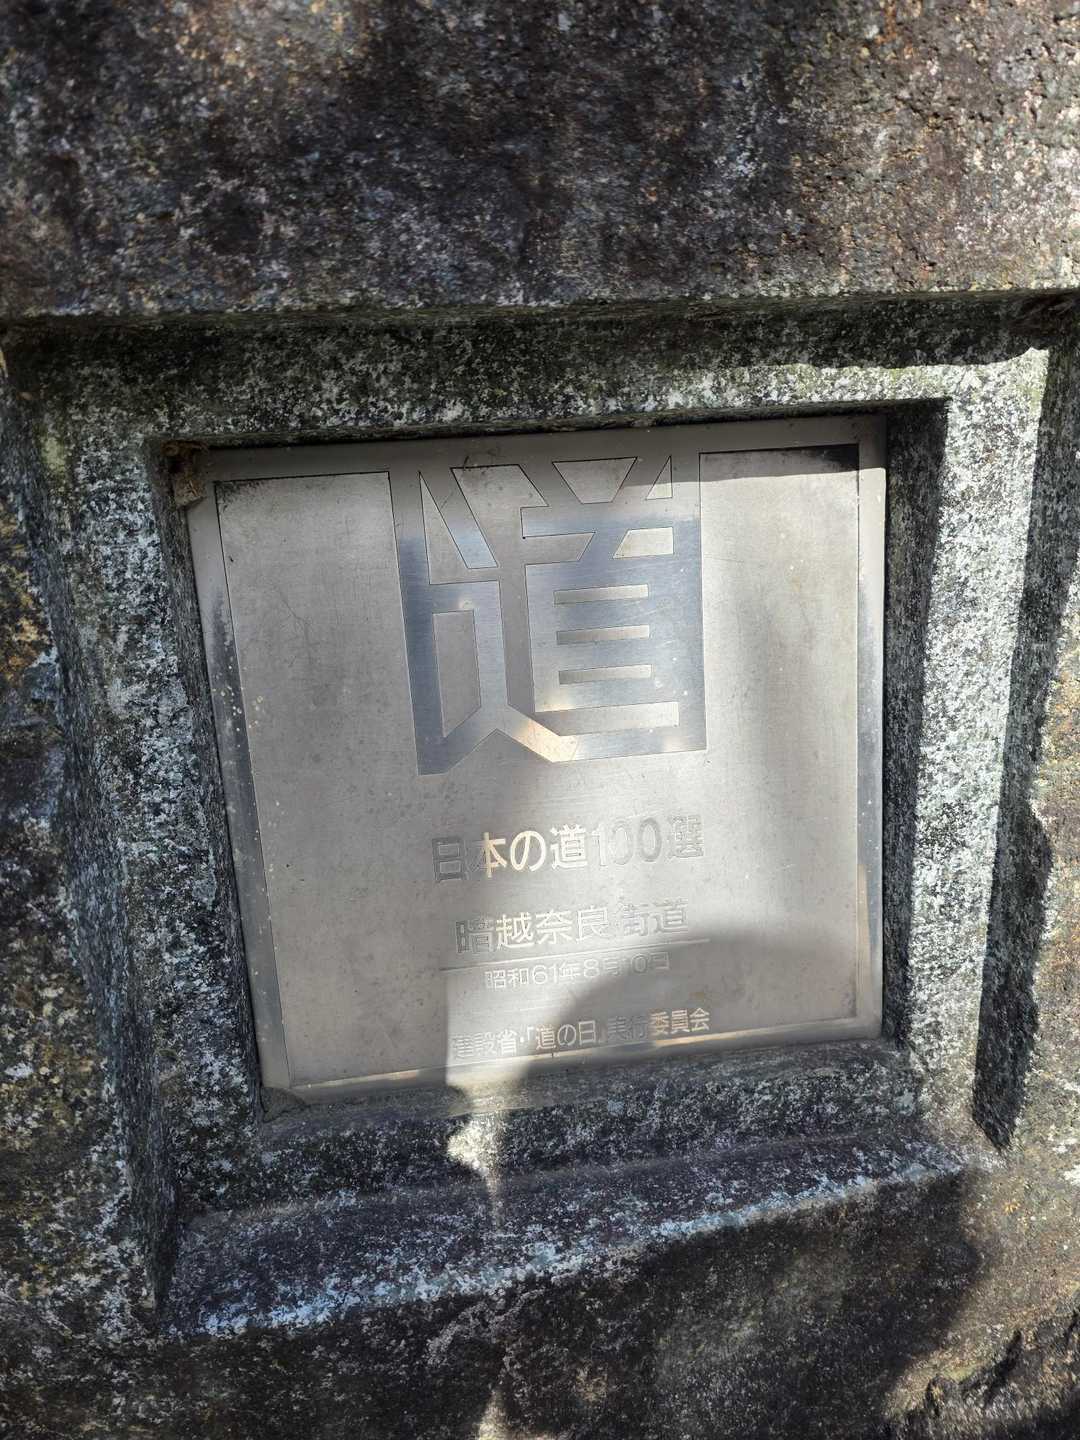 道
日本の道100選
暗越奈良街道
昭和61年8月10日
建設省・「道の日」実行委員会